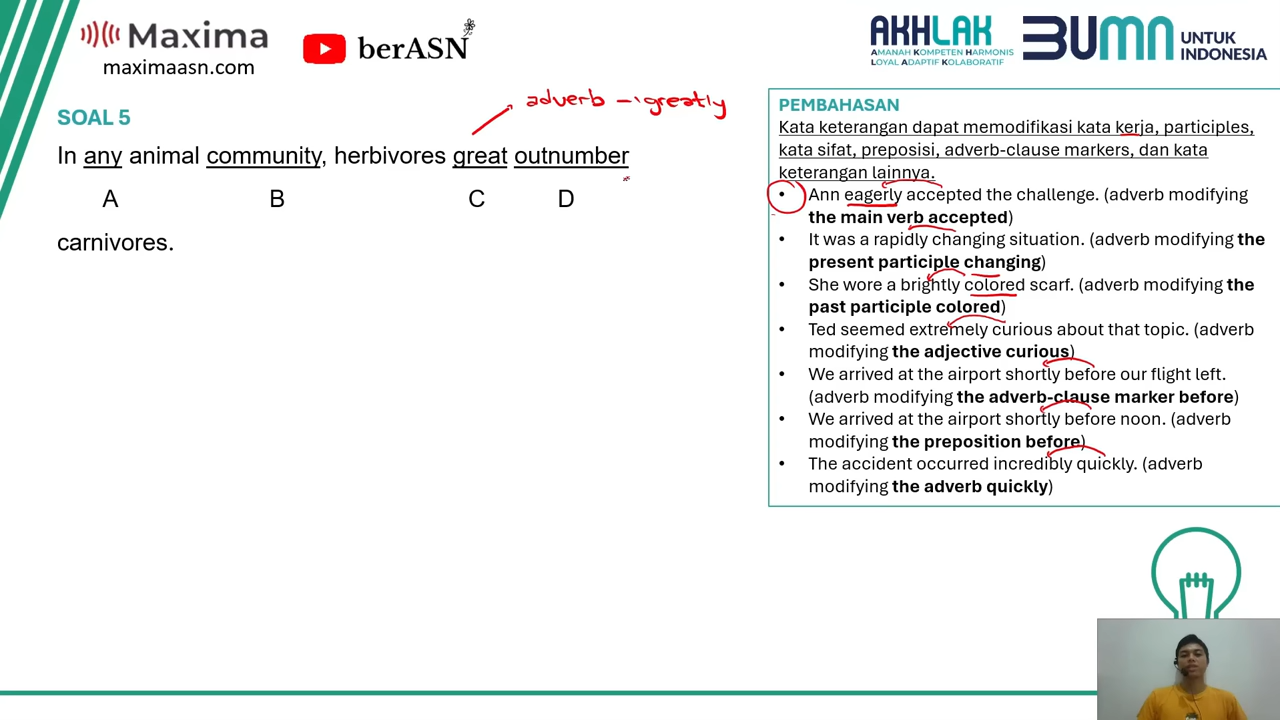 Maxima
maximaasn.com
berASN
AKHLAK
AMANAH KOMPETEN HARMONIS
LOYAL ADAPTIF KOLABORATIF
BUMN UNTUK INDONESIA
SOAL 5
adverb → greatly
In any animal community, herbivores great outnumber
A B C D
carnivores.
PEMBAHASAN
Kata keterangan dapat memodifikasi kata kerja, participles,
kata sifat, preposisi, adverb-clause markers, dan kata
keterangan lainnya.
• Ann eagerly accepted the challenge. (adverb modifying
the main verb accepted)
• It was a rapidly changing situation. (adverb modifying the
present participle changing)
• She wore a brightly colored scarf. (adverb modifying the
past participle colored)
• Ted seemed extremely curious about that topic. (adverb
modifying the adjective curious)
• We arrived at the airport shortly before our flight left.
(adverb modifying the adverb-clause marker before)
• We arrived at the airport shortly before noon. (adverb
modifying the preposition before)
• The accident occurred incredibly quickly. (adverb
modifying the adverb quickly)